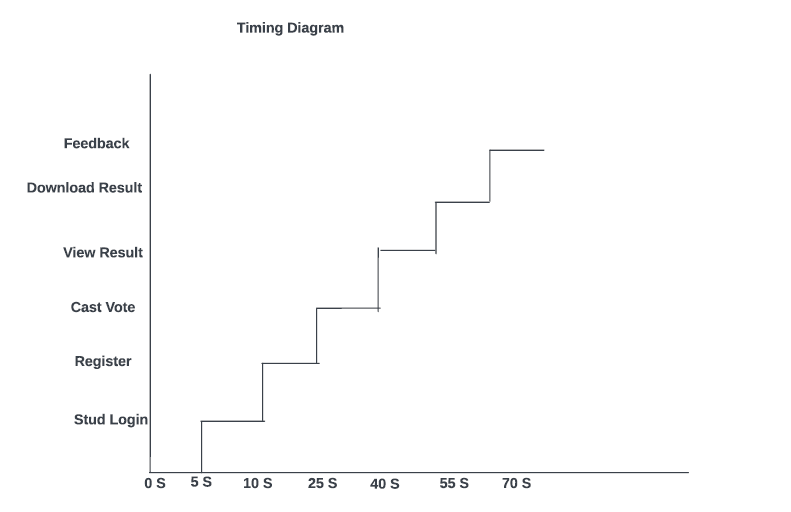 Timing Diagram
Feedback
Download Result
View Result
Cast Vote
Register
Stud Login
0 S 5 S 10 S 25 S 40 S 55 S 70 S